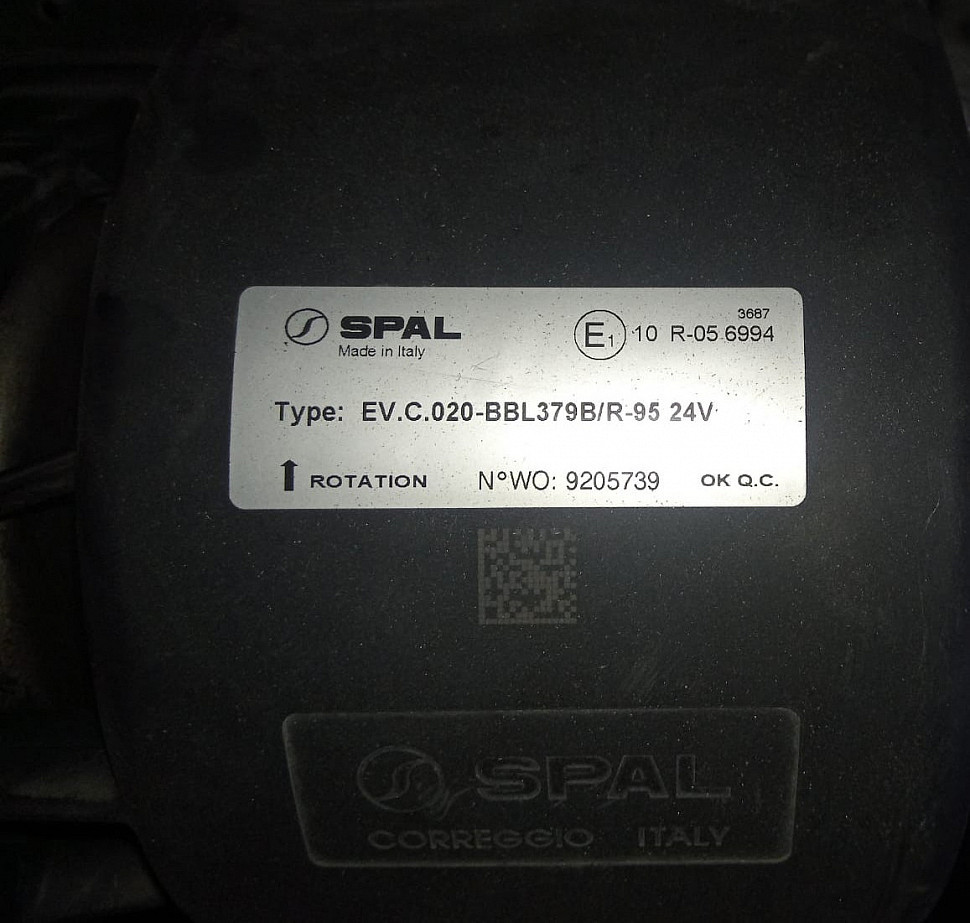 SPAL
Made in Italy
3687
E1 10 R-05 6994
Type: EV.C.020-BBL379B/R-95 24V
ROTATION N°WO: 9205739 OK Q.C.
SPAL
CORREGGIO ITALY